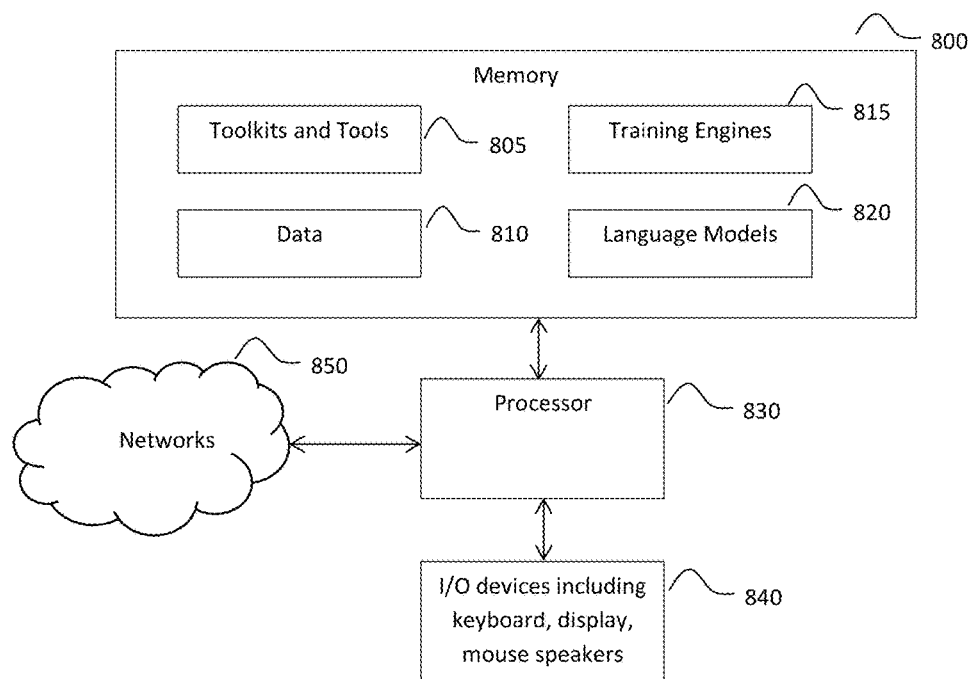 800
Memory
Toolkits and Tools
805
Training Engines
815
Data
810
Language Models
820
850
Networks
Processor
830
I/O devices including
keyboard, display,
mouse speakers
840